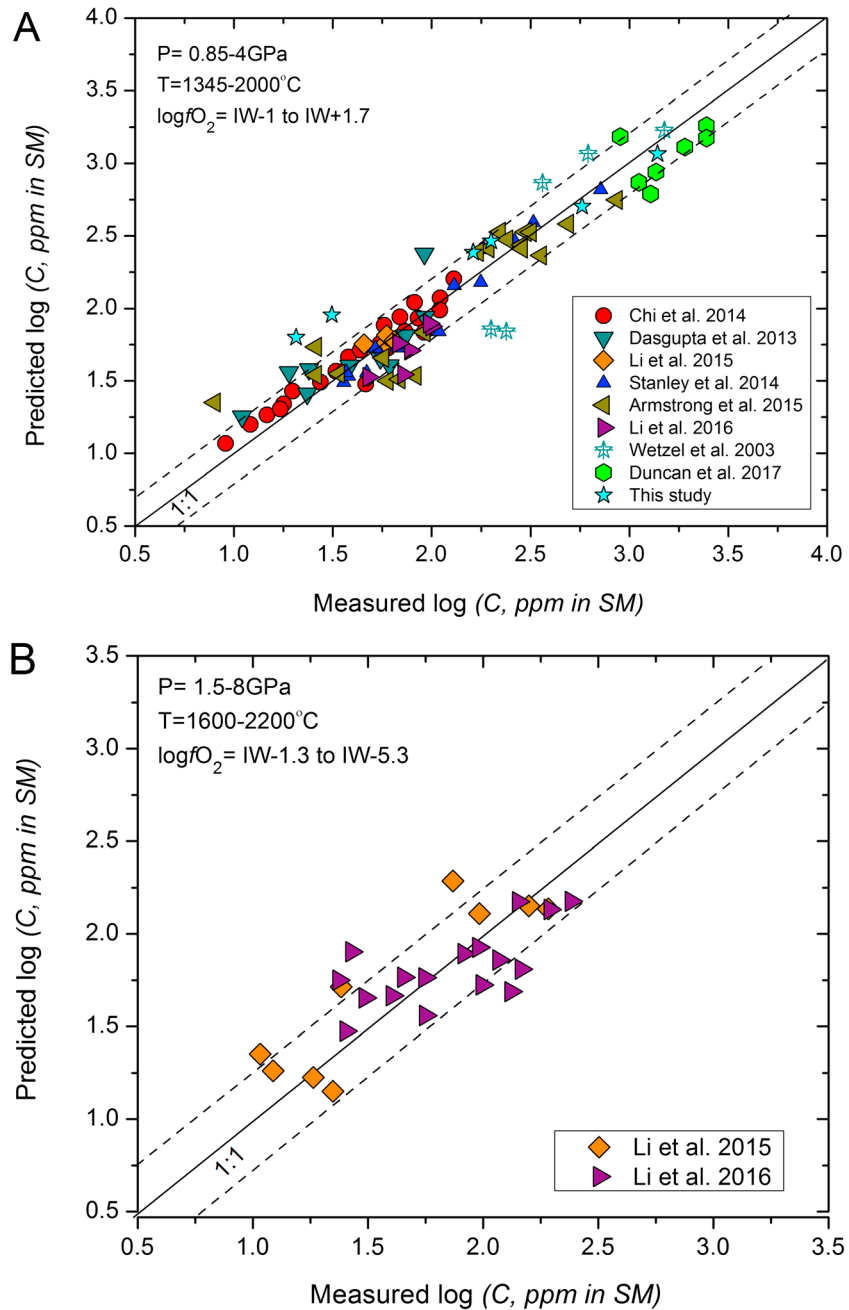 A
P= 0.85-4GPa
T=1345-2000°C
logfO₂= IW-1 to IW+1.7
4.0
3.5
3.0
2.5
2.0
1.5
1.0
0.5
Predicted log (C, ppm in SM)
1:1
Chi et al. 2014
Dasgupta et al. 2013
Li et al. 2015
Stanley et al. 2014
Armstrong et al. 2015
Li et al. 2016
Wetzel et al. 2003
Duncan et al. 2017
This study
0.5 1.0 1.5 2.0 2.5 3.0 3.5 4.0
Measured log (C, ppm in SM)
B
P= 1.5-8GPa
T=1600-2200°C
logfO₂= IW-1.3 to IW-5.3
3.5
3.0
2.5
2.0
1.5
1.0
0.5
Predicted log (C, ppm in SM)
1:1
Li et al. 2015
Li et al. 2016
0.5 1.0 1.5 2.0 2.5 3.0 3.5
Measured log (C, ppm in SM)